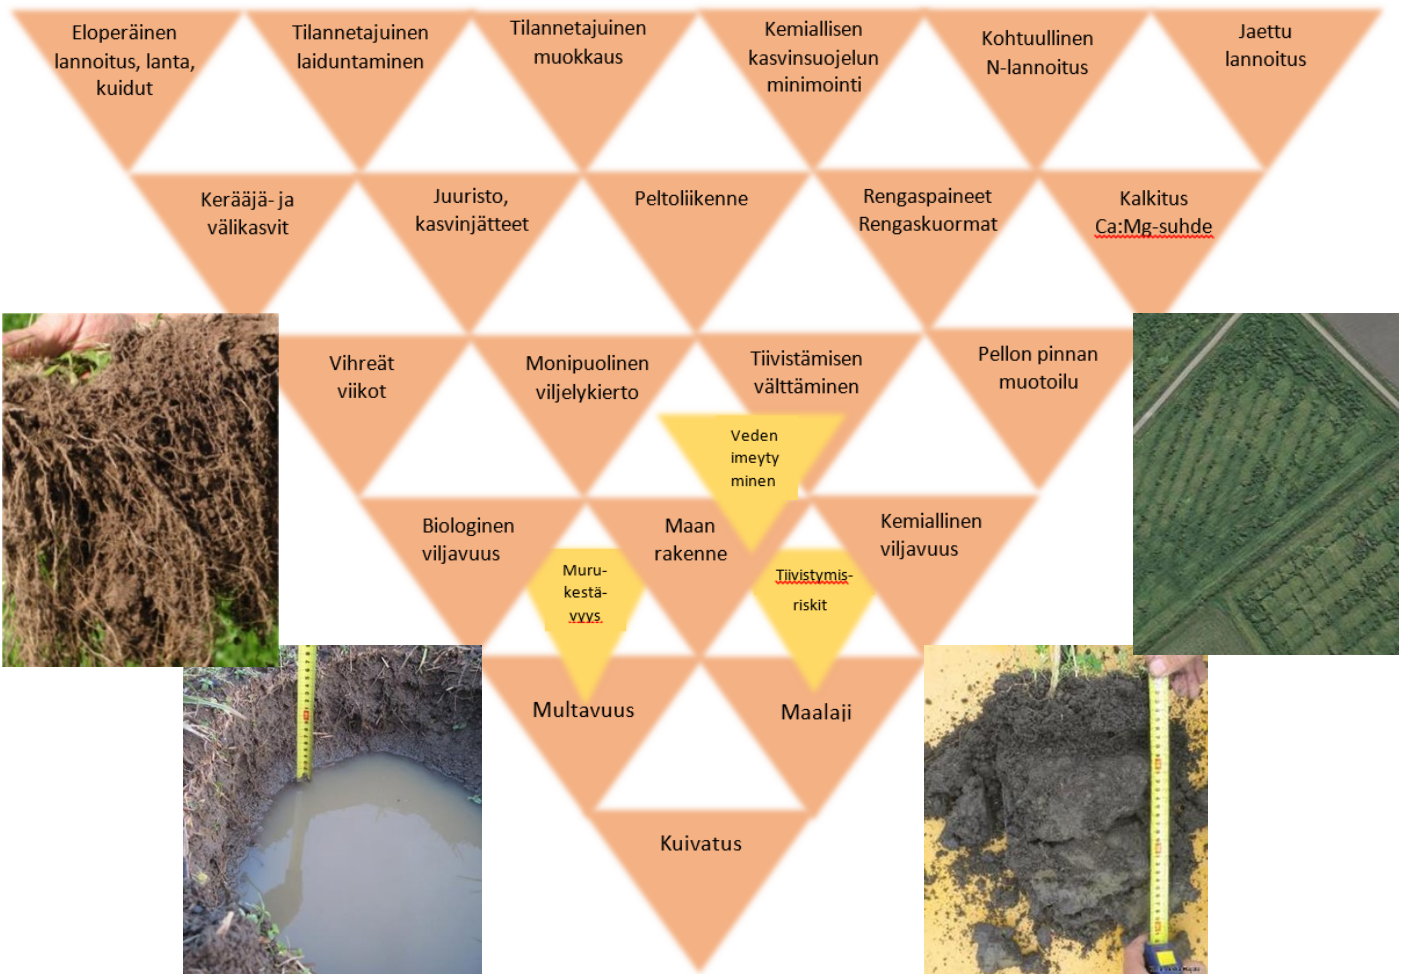 Eloperäinen
lannoitus, lanta,
kuidut
Tilannetajuinen
laiduntaminen
Tilannetajuinen
muokkaus
Kemiallisen
kasvinsuojelun
minimointi
Kohtuullinen
N-lannoitus
Jaettu
lannoitus
Kerääjä- ja
välikasvit
Juuristo,
kasvinjätteet
Peltoliikenne
Rengaspaineet
Rengaskuormat
Kalkitus
Ca:Mg-suhde
Vihreät
viikot
Monipuolinen
viljelykierto
Tiivistämisen
välttäminen
Pellon pinnan
muotoilu
Veden
imeyty
minen
Biologinen
viljavuus
Maan
rakenne
Kemiallinen
viljavuus
Muru-
kestä-
vyys
Tiivistymis-
riskit
Multavuus
Maalaji
Kuivatus